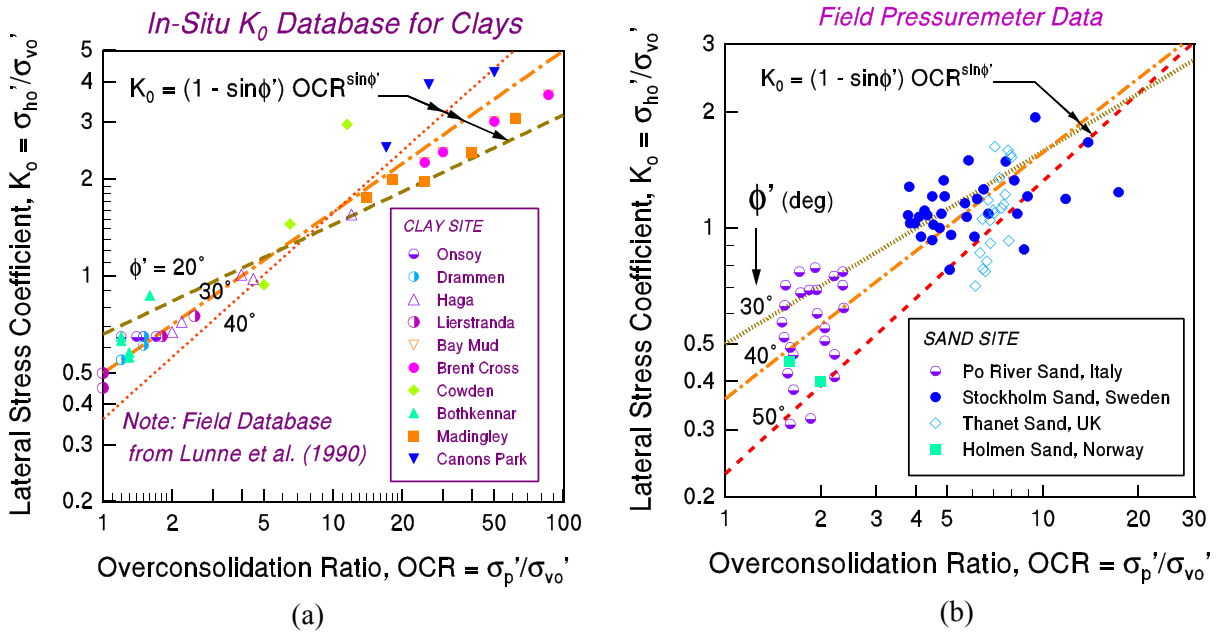 In-Situ K₀ Database for Clays
Lateral Stress Coefficient, Kₒ = σₕₒ'/σᵥₒ'
5
4
3
2
1
0.5
0.4
0.3
0.2
K₀ = (1 - sinφ') OCR^sinφ'
φ' = 20°
30°
40°
CLAY SITE
Onsoy
Drammen
Haga
Lierstranda
Bay Mud
Brent Cross
Cowden
Bothkennar
Madingley
Canons Park
Note: Field Database
from Lunne et al. (1990)
1
2
5
10
20
50
100
Overconsolidation Ratio, OCR = σₚ'/σᵥₒ'
(a)
Field Pressuremeter Data
Lateral Stress Coefficient, Kₒ = σₕₒ'/σᵥₒ'
3
2
1
0.5
0.4
0.3
0.2
K₀ = (1 - sinφ') OCR^sinφ'
φ' (deg)
30°
40°
50°
SAND SITE
Po River Sand, Italy
Stockholm Sand, Sweden
Thanet Sand, UK
Holmen Sand, Norway
1
2
3
4
5
10
20
30
Overconsolidation Ratio, OCR = σₚ'/σᵥₒ'
(b)